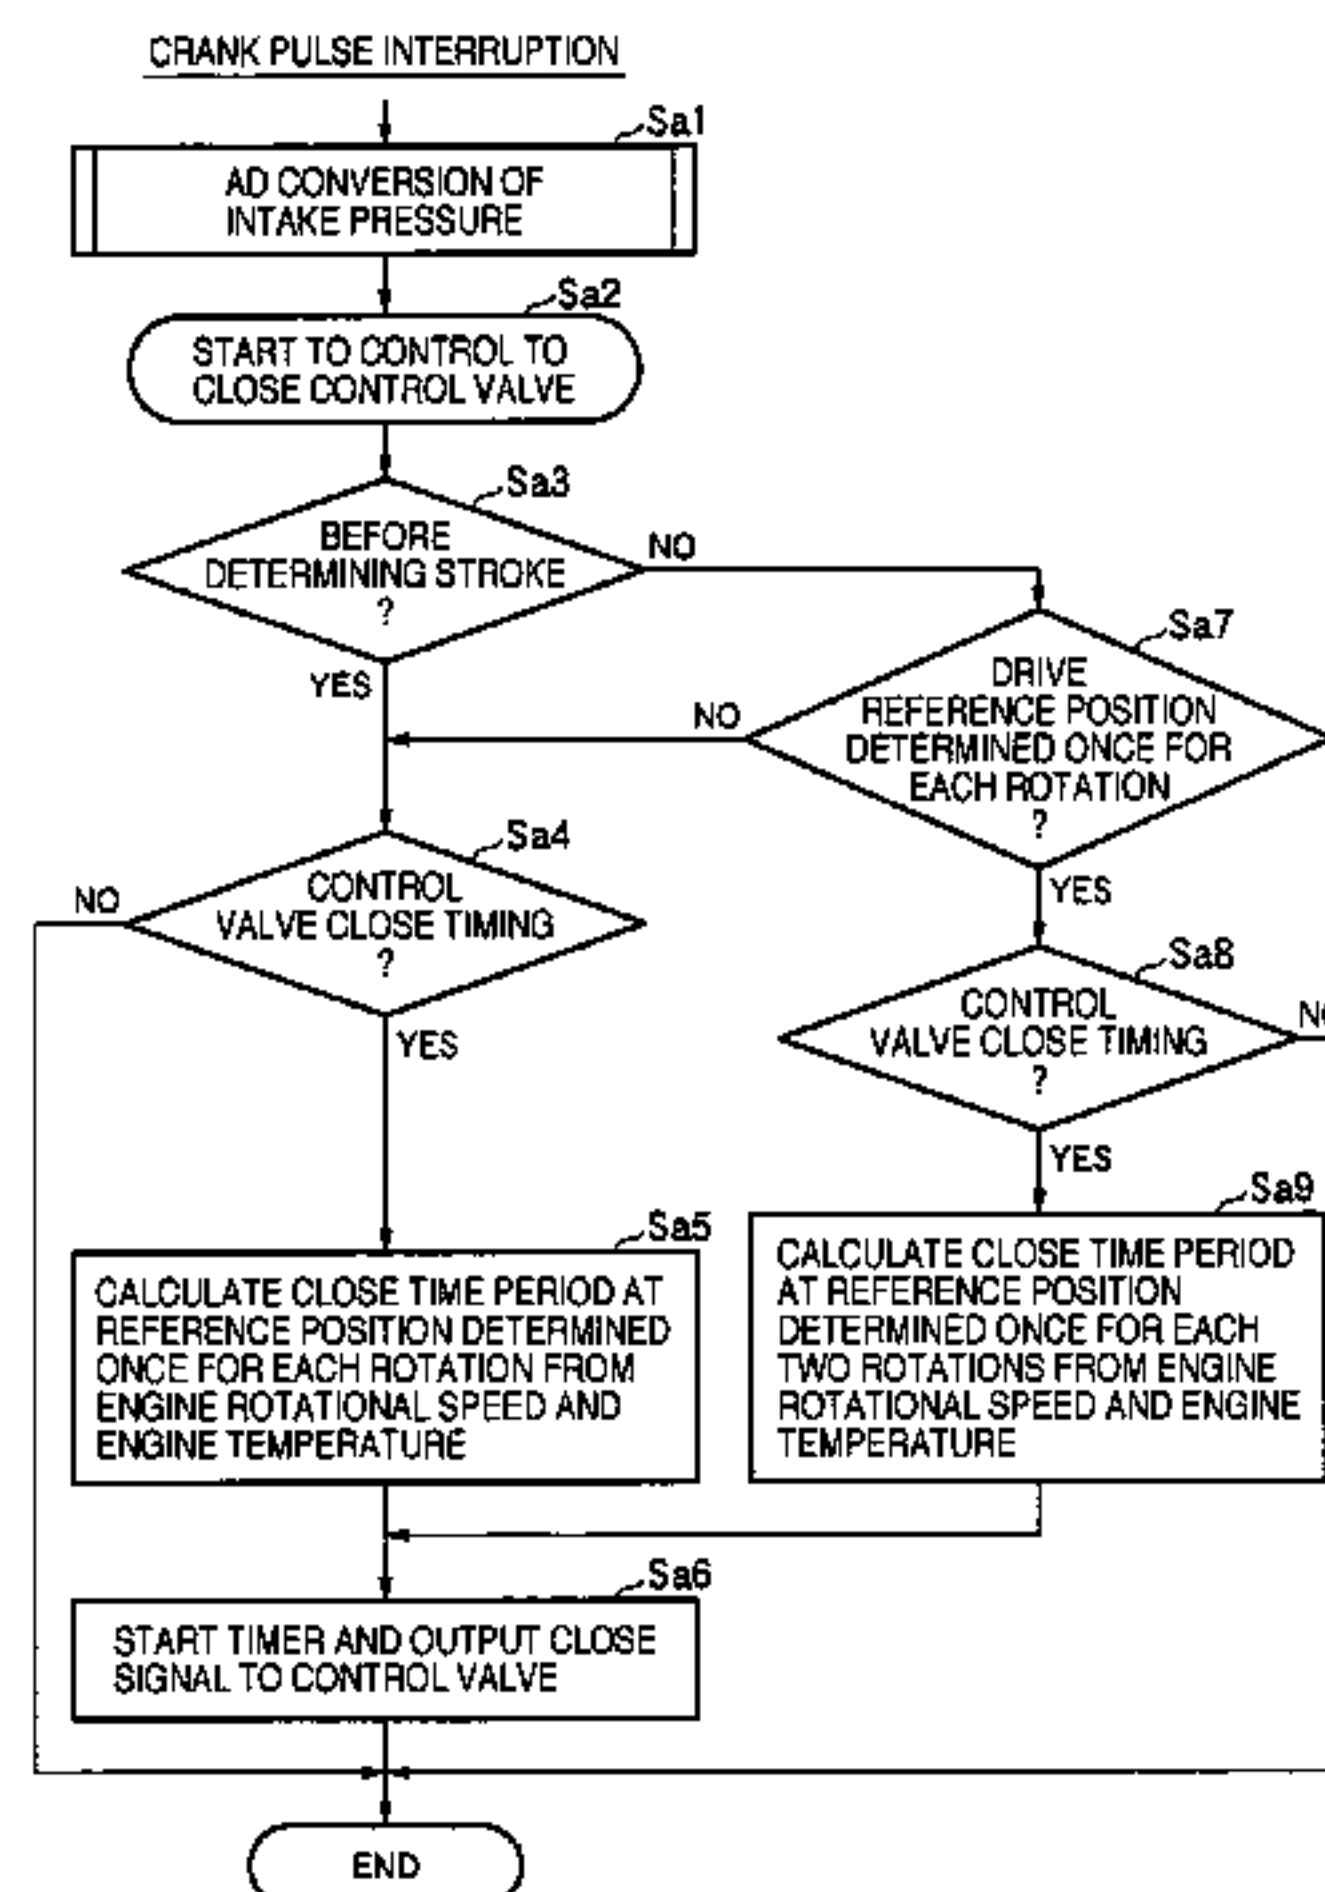 CRANK PULSE INTERRUPTION
Sa1
AD CONVERSION OF
INTAKE PRESSURE
Sa2
START TO CONTROL TO
CLOSE CONTROL VALVE
Sa3
BEFORE
DETERMINING STROKE
?
NO
YES
Sa7
DRIVE
REFERENCE POSITION
DETERMINED ONCE FOR
EACH ROTATION
?
NO
YES
Sa4
CONTROL
VALVE CLOSE TIMING
?
NO
YES
Sa8
CONTROL
VALVE CLOSE TIMING
?
YES
Sa5
CALCULATE CLOSE TIME PERIOD AT
REFERENCE POSITION DETERMINED
ONCE FOR EACH ROTATION FROM
ENGINE ROTATIONAL SPEED AND
ENGINE TEMPERATURE
Sa9
CALCULATE CLOSE TIME PERIOD
AT REFERENCE POSITION
DETERMINED ONCE FOR EACH
TWO ROTATIONS FROM ENGINE
ROTATIONAL SPEED AND ENGINE
TEMPERATURE
Sa6
START TIMER AND OUTPUT CLOSE
SIGNAL TO CONTROL VALVE
END